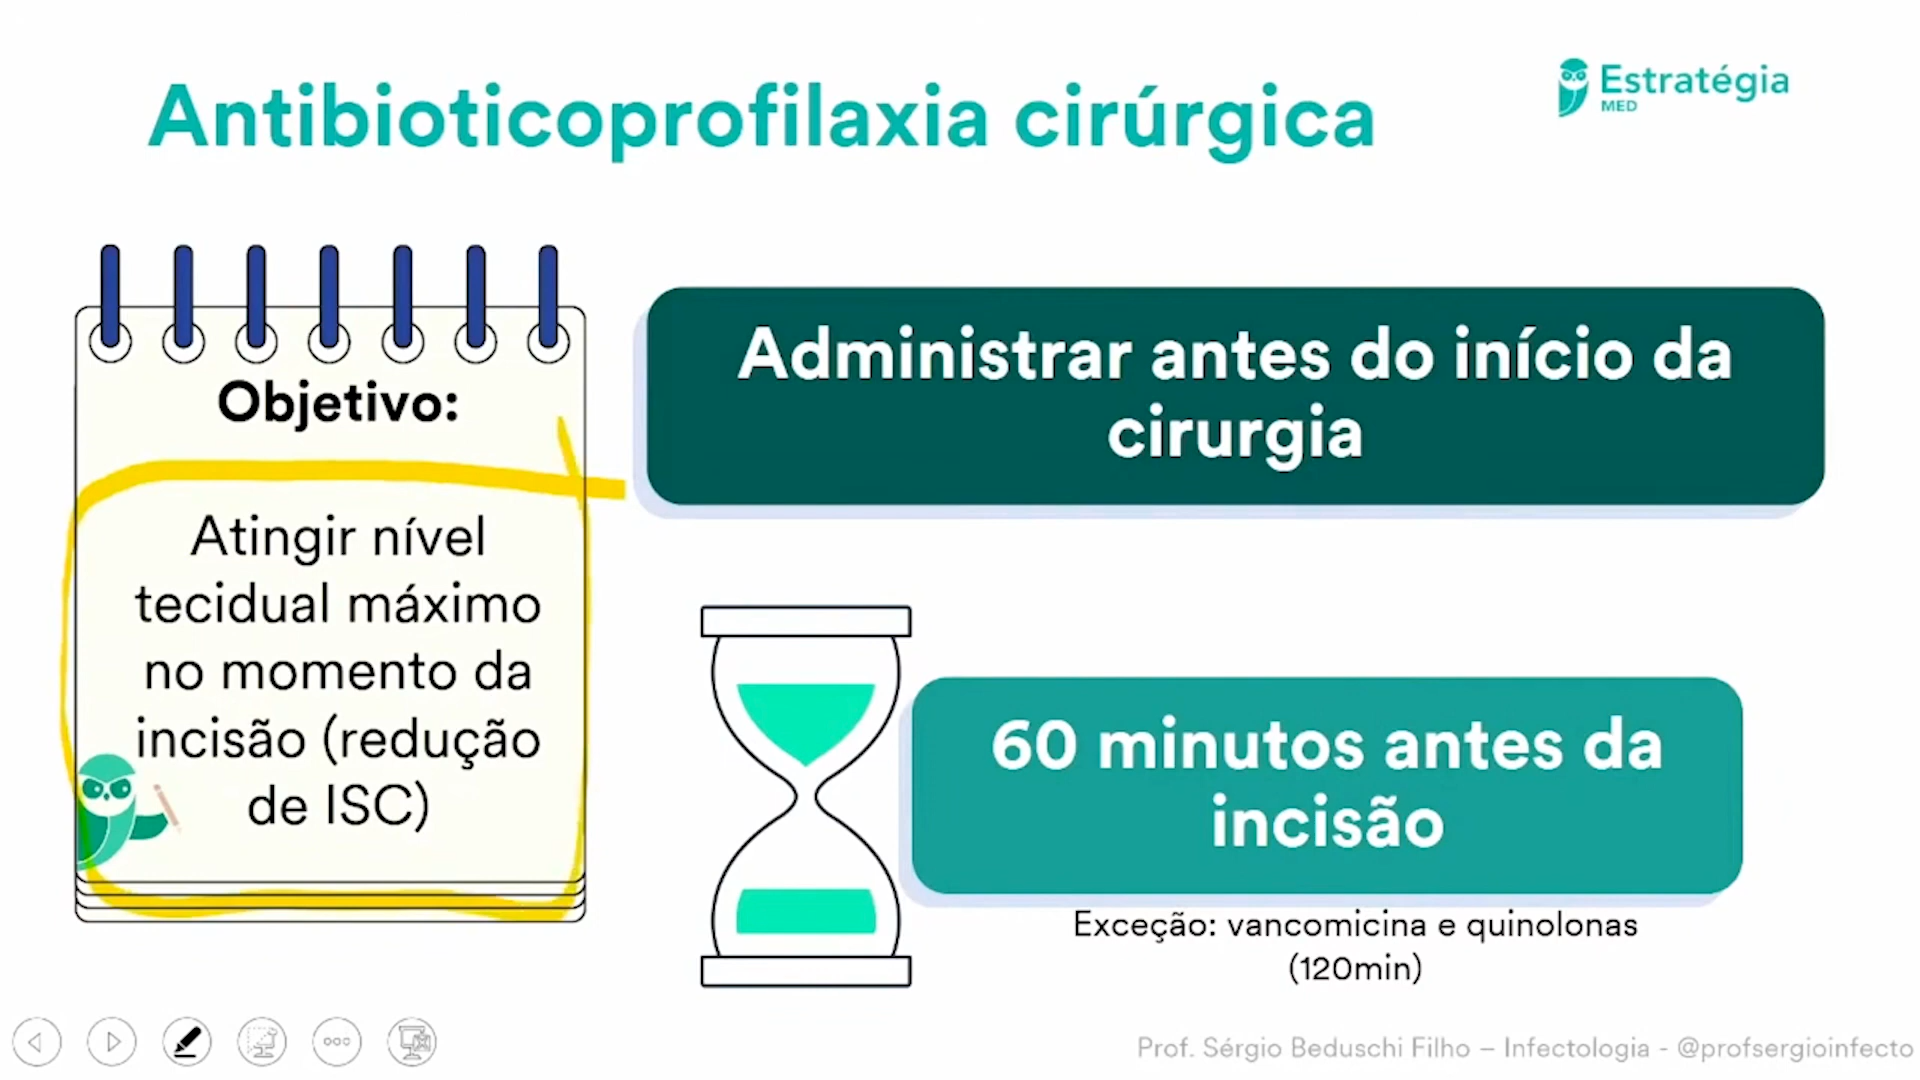 Antibioticoprofilaxia cirúrgica
Estratégia
MED
Objetivo:
Atingir nível
tecidual máximo
no momento da
incisão (redução
de ISC)
Administrar antes do início da
cirurgia
60 minutos antes da
incisão
Exceção: vancomicina e quinolonas
(120min)
Prof. Sérgio Beduschi Filho – Infectologia - @profsergioinfecto